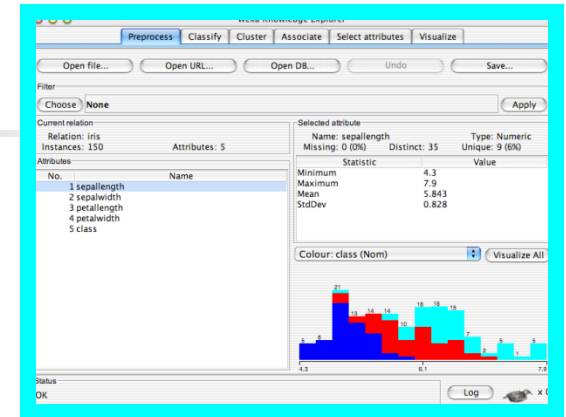 Weka Knowledge Explorer
Preprocess Classify Cluster Associate Select attributes Visualize
Open file... Open URL... Open DB... Undo Save...
Filter
Choose None Apply
Current relation
Relation: iris
Instances: 150 Attributes: 5
Attributes
No. Name
1 sepallength
2 sepalwidth
3 petallength
4 petalwidth
5 class
Selected attribute
Name: sepallength Type: Numeric
Missing: 0 (0%) Distinct: 35 Unique: 9 (6%)
Statistic Value
Minimum 4.3
Maximum 7.9
Mean 5.843
StdDev 0.828
Colour: class (Nom) Visualize All
21
18 18
13 14 14 15
10
5 6 7
2 5 1 5
4.3 6.1 7.9
Status
OK Log x